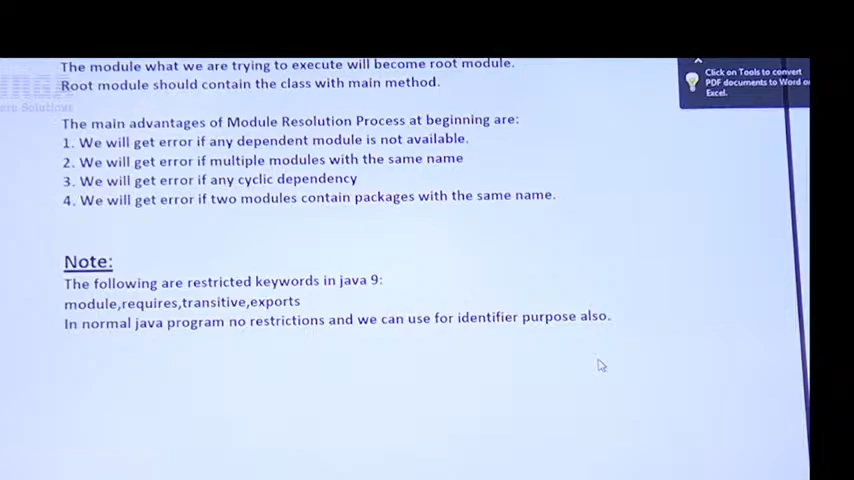 The module what we are trying to execute will become root module.
Root module should contain the class with main method.
The main advantages of Module Resolution Process at beginning are:
1. We will get error if any dependent module is not available.
2. We will get error if multiple modules with the same name
3. We will get error if any cyclic dependency
4. We will get error if two modules contain packages with the same name.
Note:
The following are restricted keywords in java 9:
module,requires,transitive,exports
In normal java program no restrictions and we can use for identifier purpose also.
Click on Tools to convert
PDF documents to Word or
Excel.
Solutions